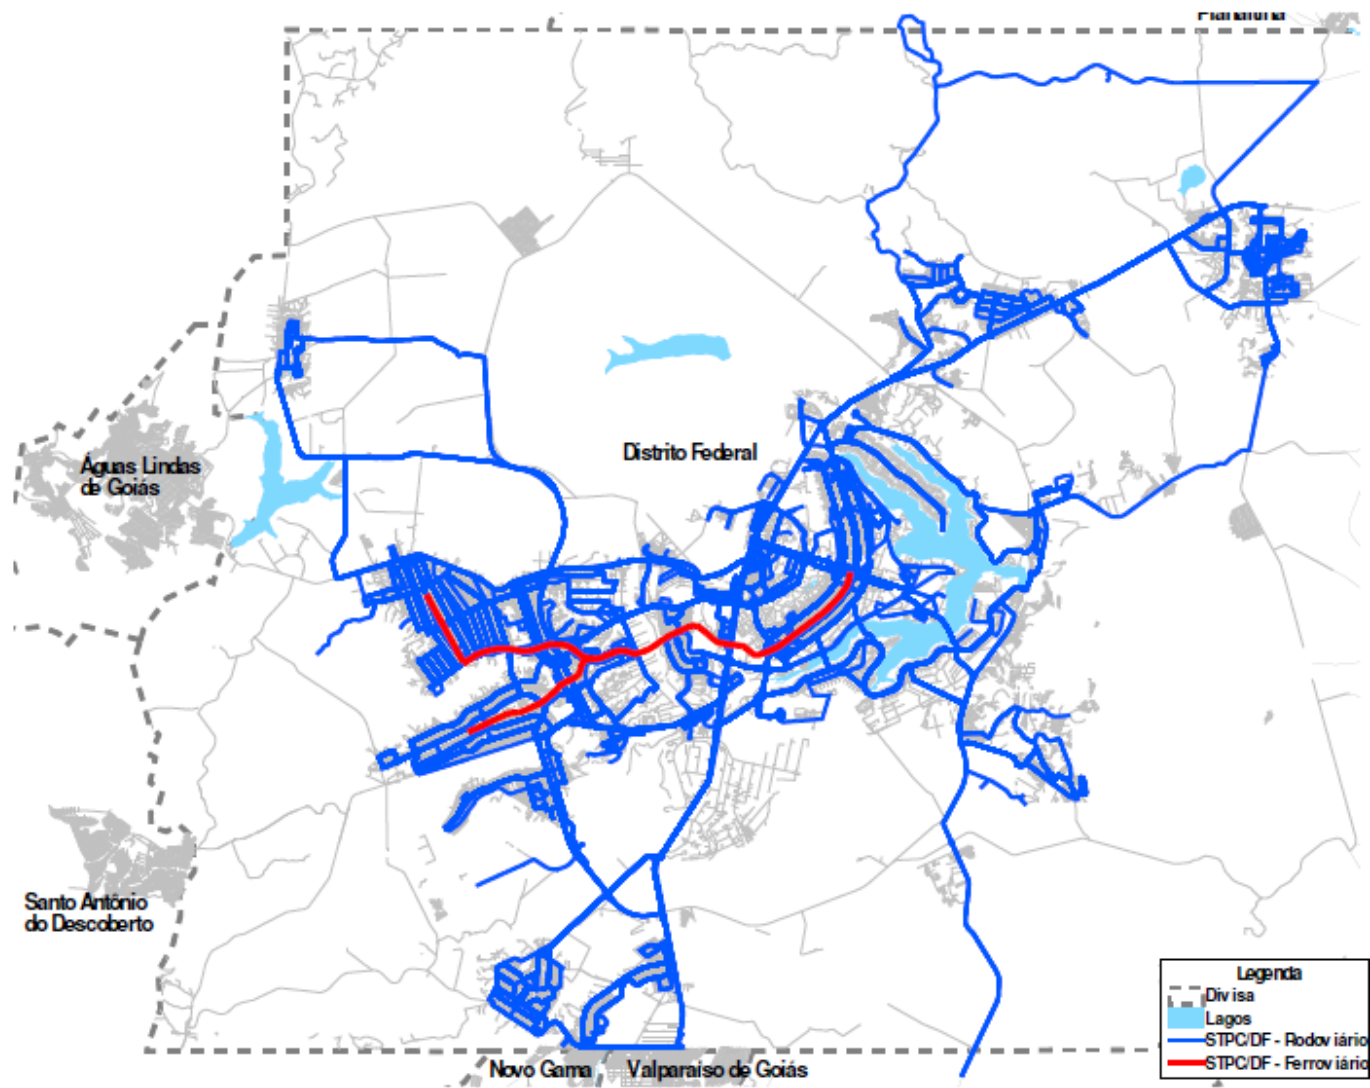 Planaltina
Distrito Federal
Águas Lindas
de Goiás
Santo Antônio
do Descoberto
Novo Gama
Valparaíso de Goiás
Legenda
Divisa
Lagos
STPC/DF - Rodoviário
STPC/DF - Ferroviário